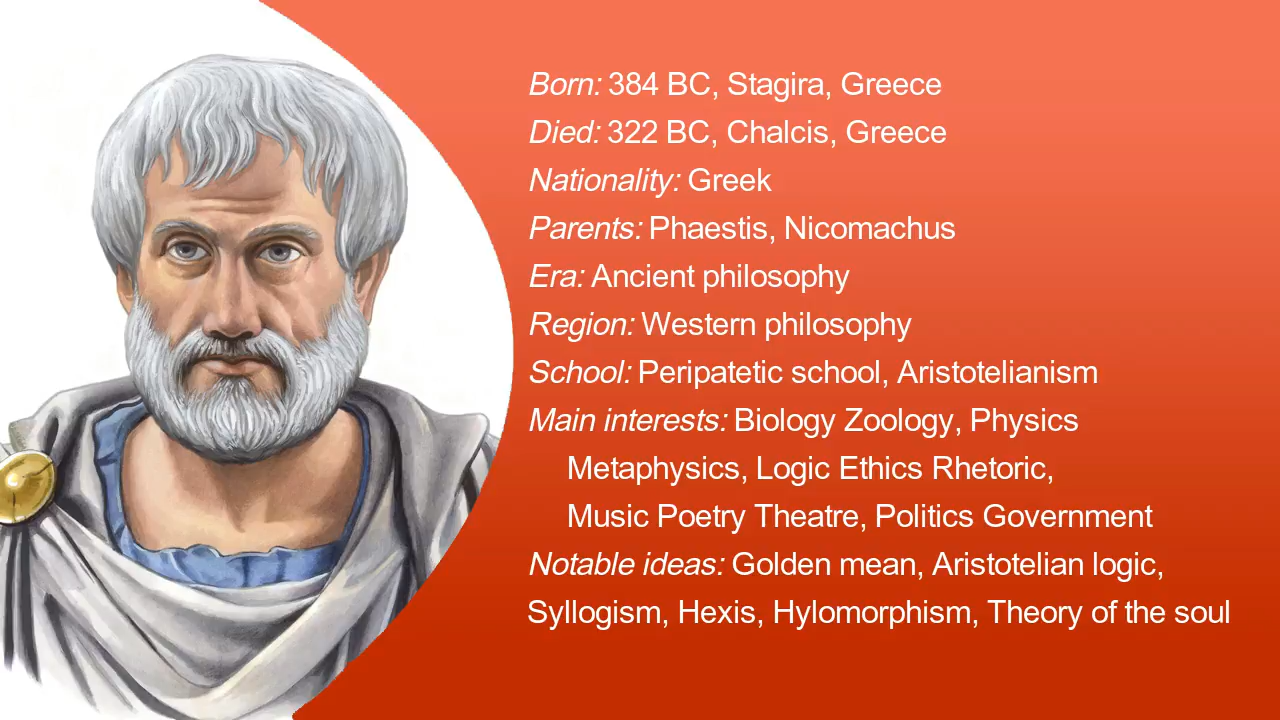 Born: 384 BC, Stagira, Greece
Died: 322 BC, Chalcis, Greece
Nationality: Greek
Parents: Phaestis, Nicomachus
Era: Ancient philosophy
Region: Western philosophy
School: Peripatetic school, Aristotelianism
Main interests: Biology Zoology, Physics
Metaphysics, Logic Ethics Rhetoric,
Music Poetry Theatre, Politics Government
Notable ideas: Golden mean, Aristotelian logic,
Syllogism, Hexis, Hylomorphism, Theory of the soul